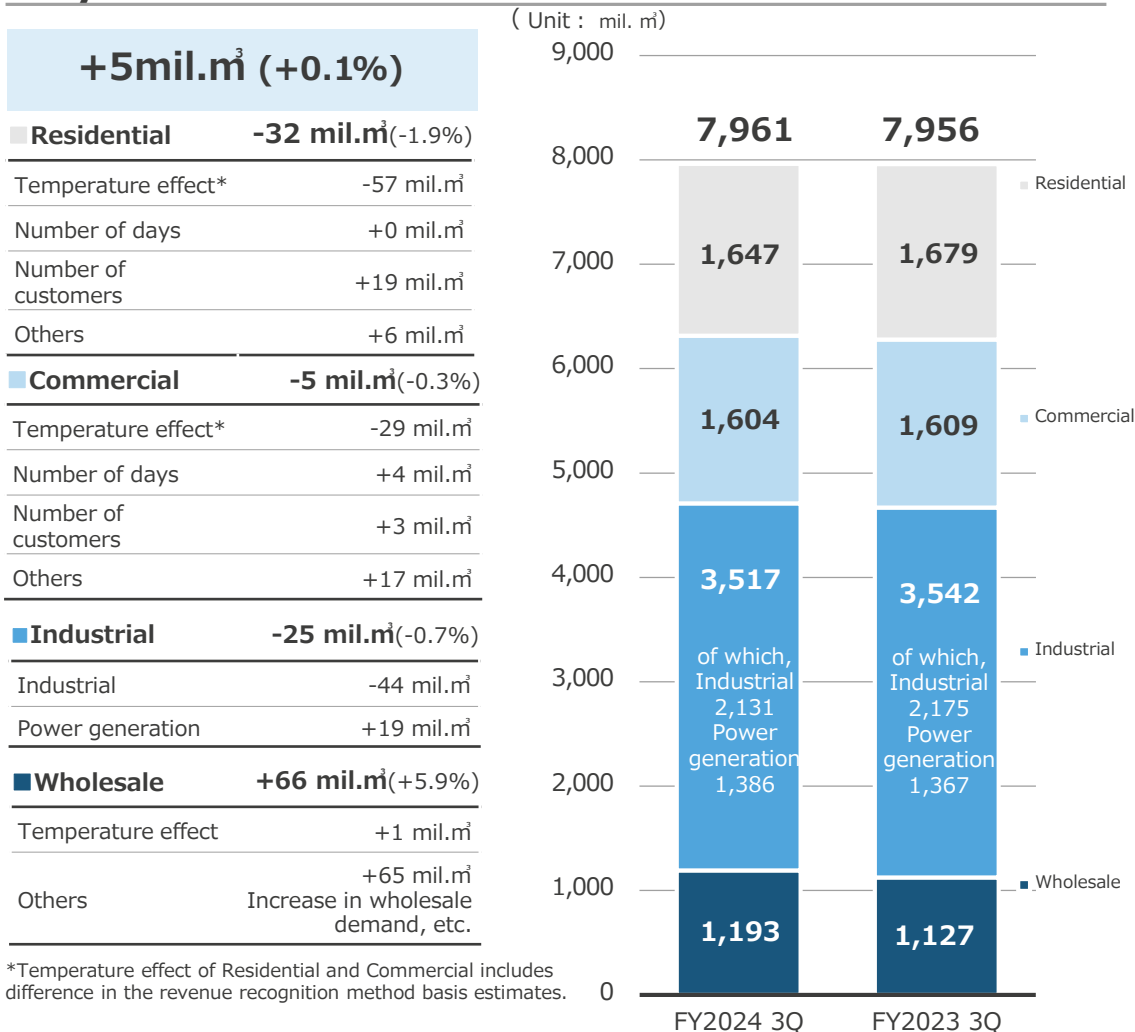 +5mil.㎥ (+0.1%)
Residential -32 mil.㎥(-1.9%)
Temperature effect* -57 mil.㎥
Number of days +0 mil.㎥
Number of
customers +19 mil.㎥
Others +6 mil.㎥
Commercial -5 mil.㎥(-0.3%)
Temperature effect* -29 mil.㎥
Number of days +4 mil.㎥
Number of
customers +3 mil.㎥
Others +17 mil.㎥
Industrial -25 mil.㎥(-0.7%)
Industrial -44 mil.㎥
Power generation +19 mil.㎥
Wholesale +66 mil.㎥(+5.9%)
Temperature effect +1 mil.㎥
Others +65 mil.㎥
Increase in wholesale
demand, etc.
*Temperature effect of Residential and Commercial includes
difference in the revenue recognition method basis estimates.
( Unit : mil. ㎥)
9,000
8,000
7,000
6,000
5,000
4,000
3,000
2,000
1,000
0
7,961
1,647
1,604
3,517
of which,
Industrial
2,131
Power
generation
1,386
1,193
FY2024 3Q
7,956
1,679
1,609
3,542
of which,
Industrial
2,175
Power
generation
1,367
1,127
FY2023 3Q
Residential
Commercial
Industrial
Wholesale